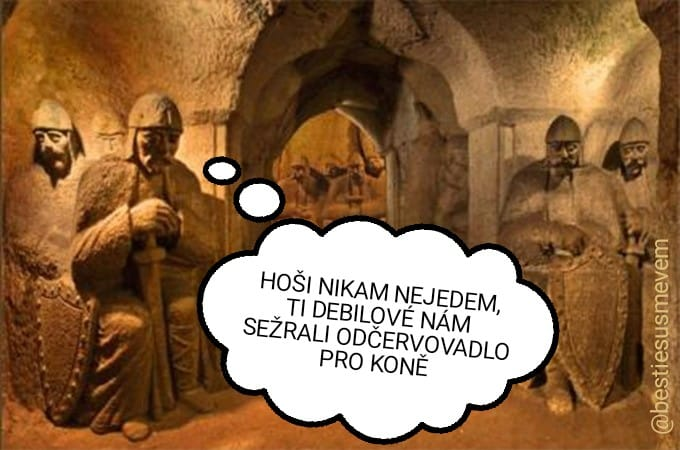 HOŠI NIKAM NEJEDEM,
TI DEBILOVÉ NÁM
SEŽRALI ODČERVOVADLO
PRO KONĚ
@bestiesusmevem